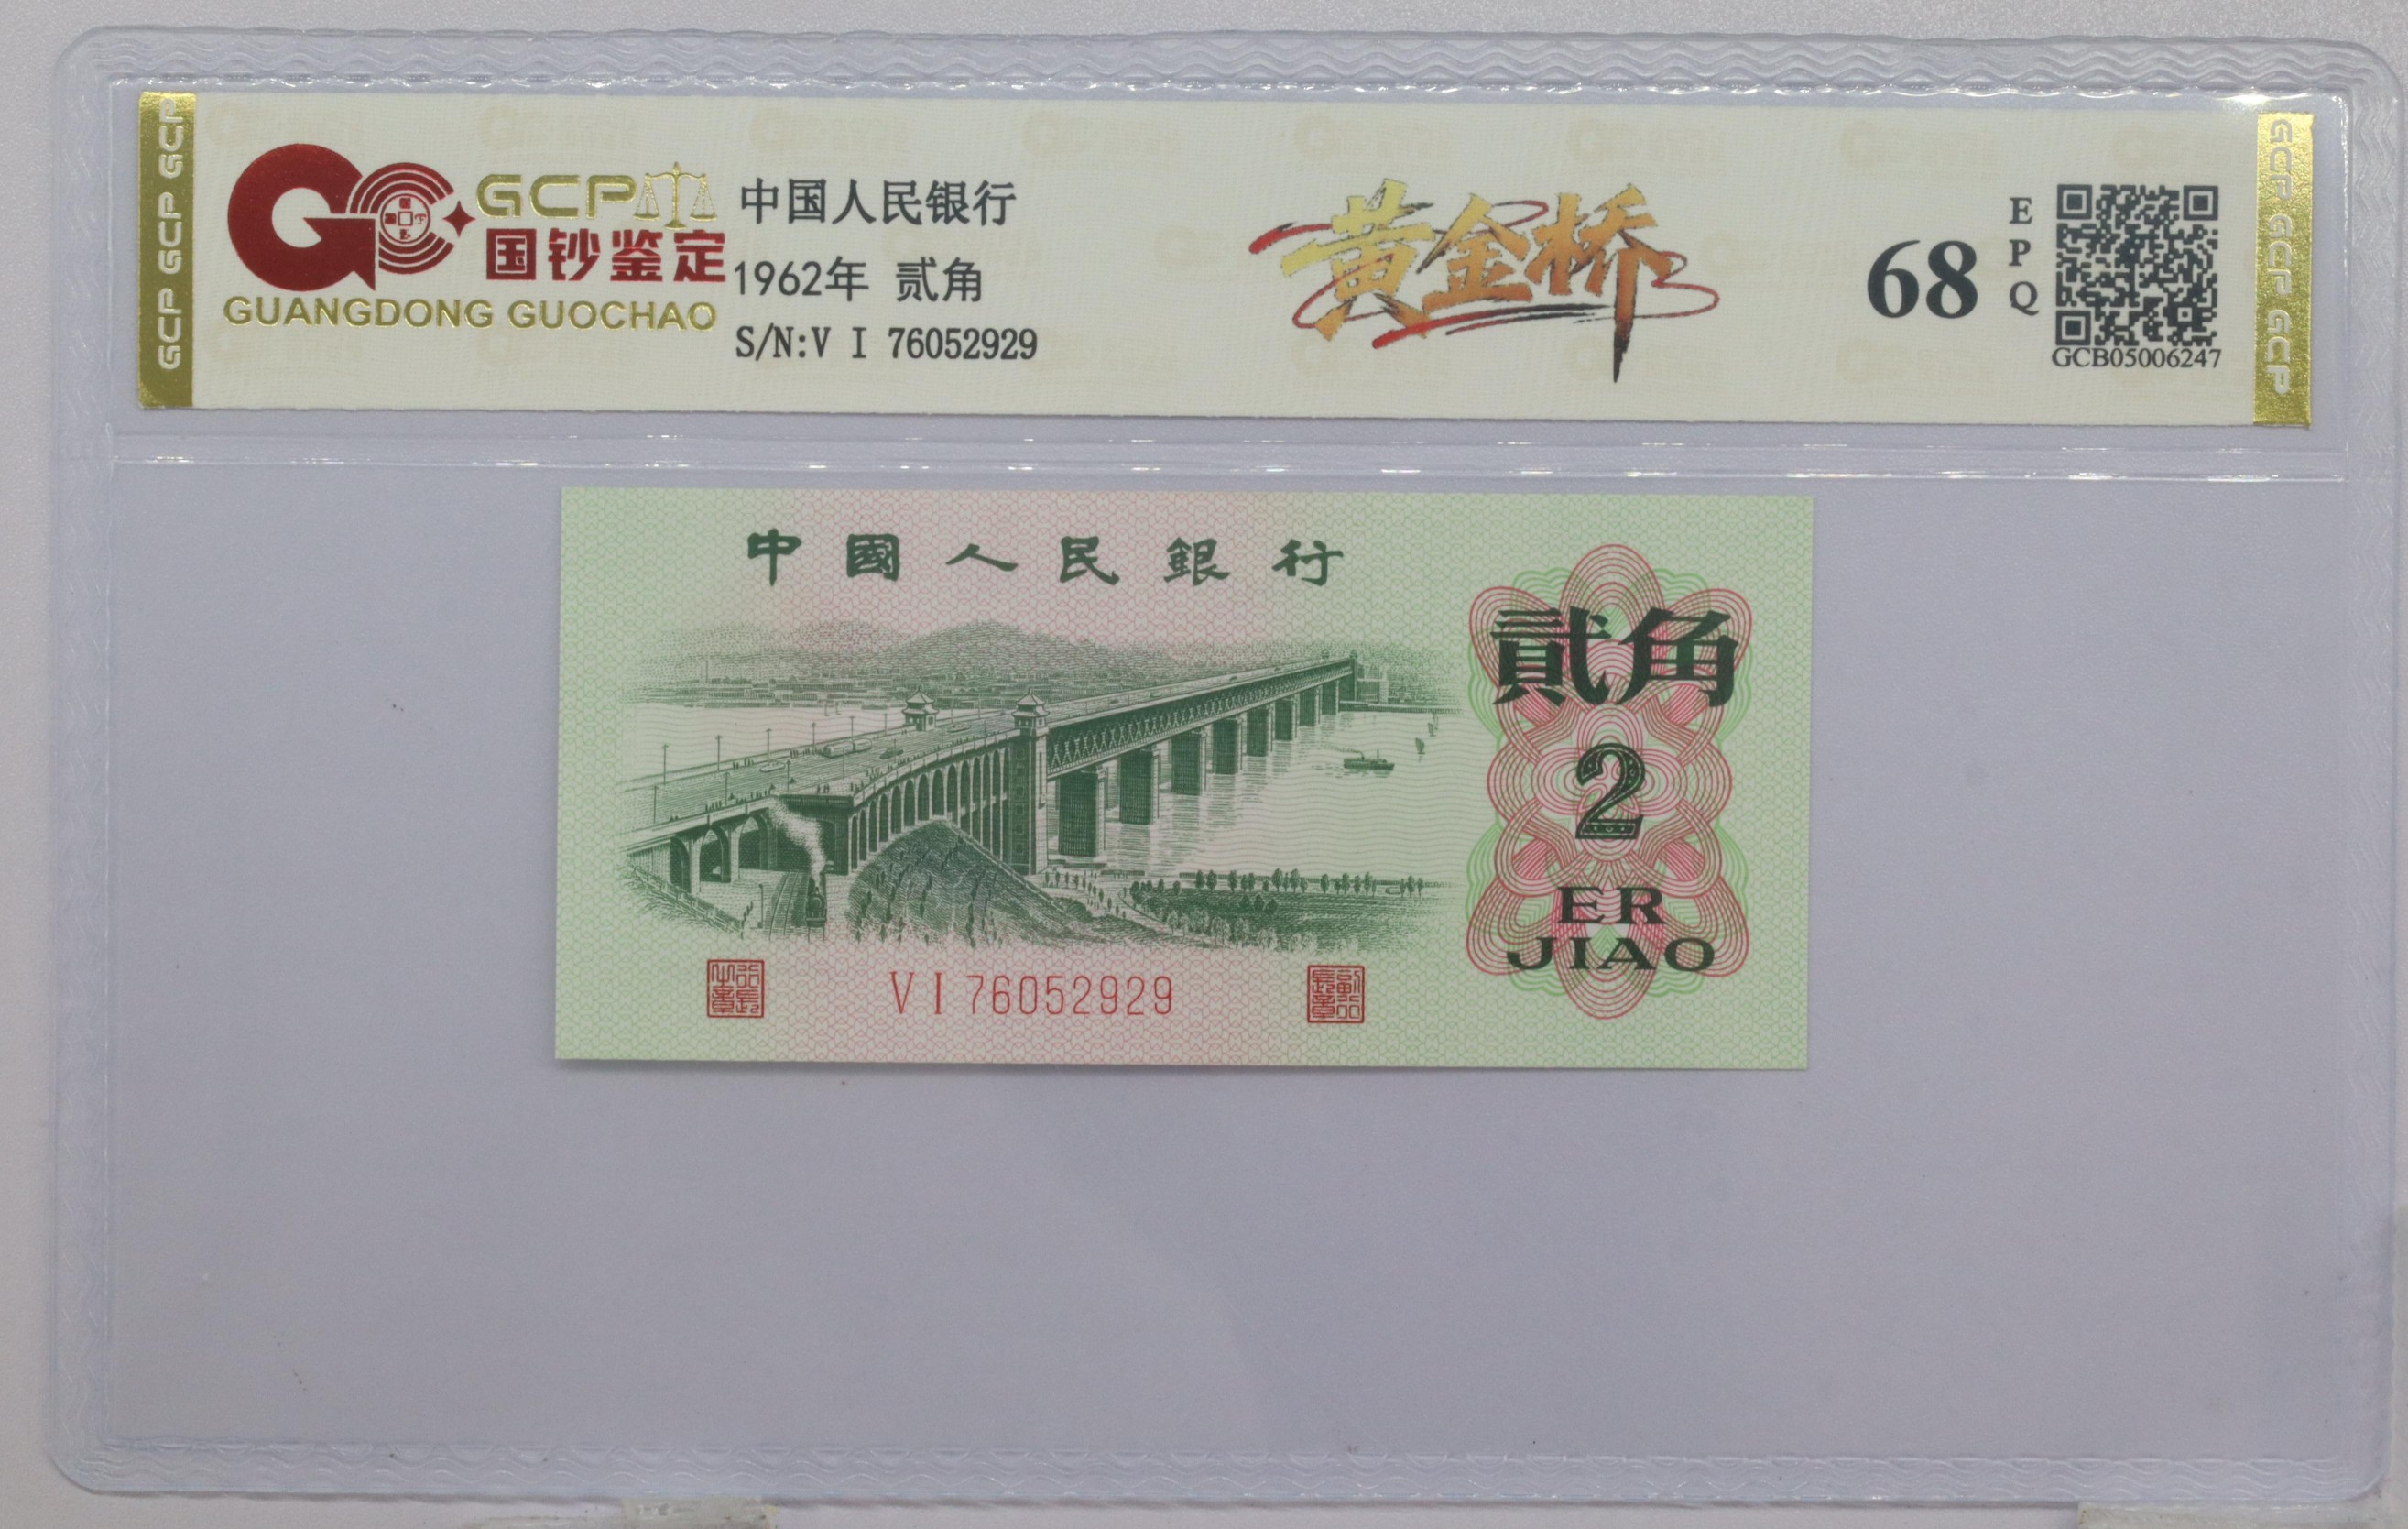 GCP GCP GCP
GCP
国钞鉴定
GUANGDONG GUOCHAO
中国人民银行
1962年 贰角
S/N:V I 76052929
黄金桥
68
EPQ
GCB05006247
GCP GCP GCP
中國人民銀行
貳角
2
ER
JIAO
V I 76052929